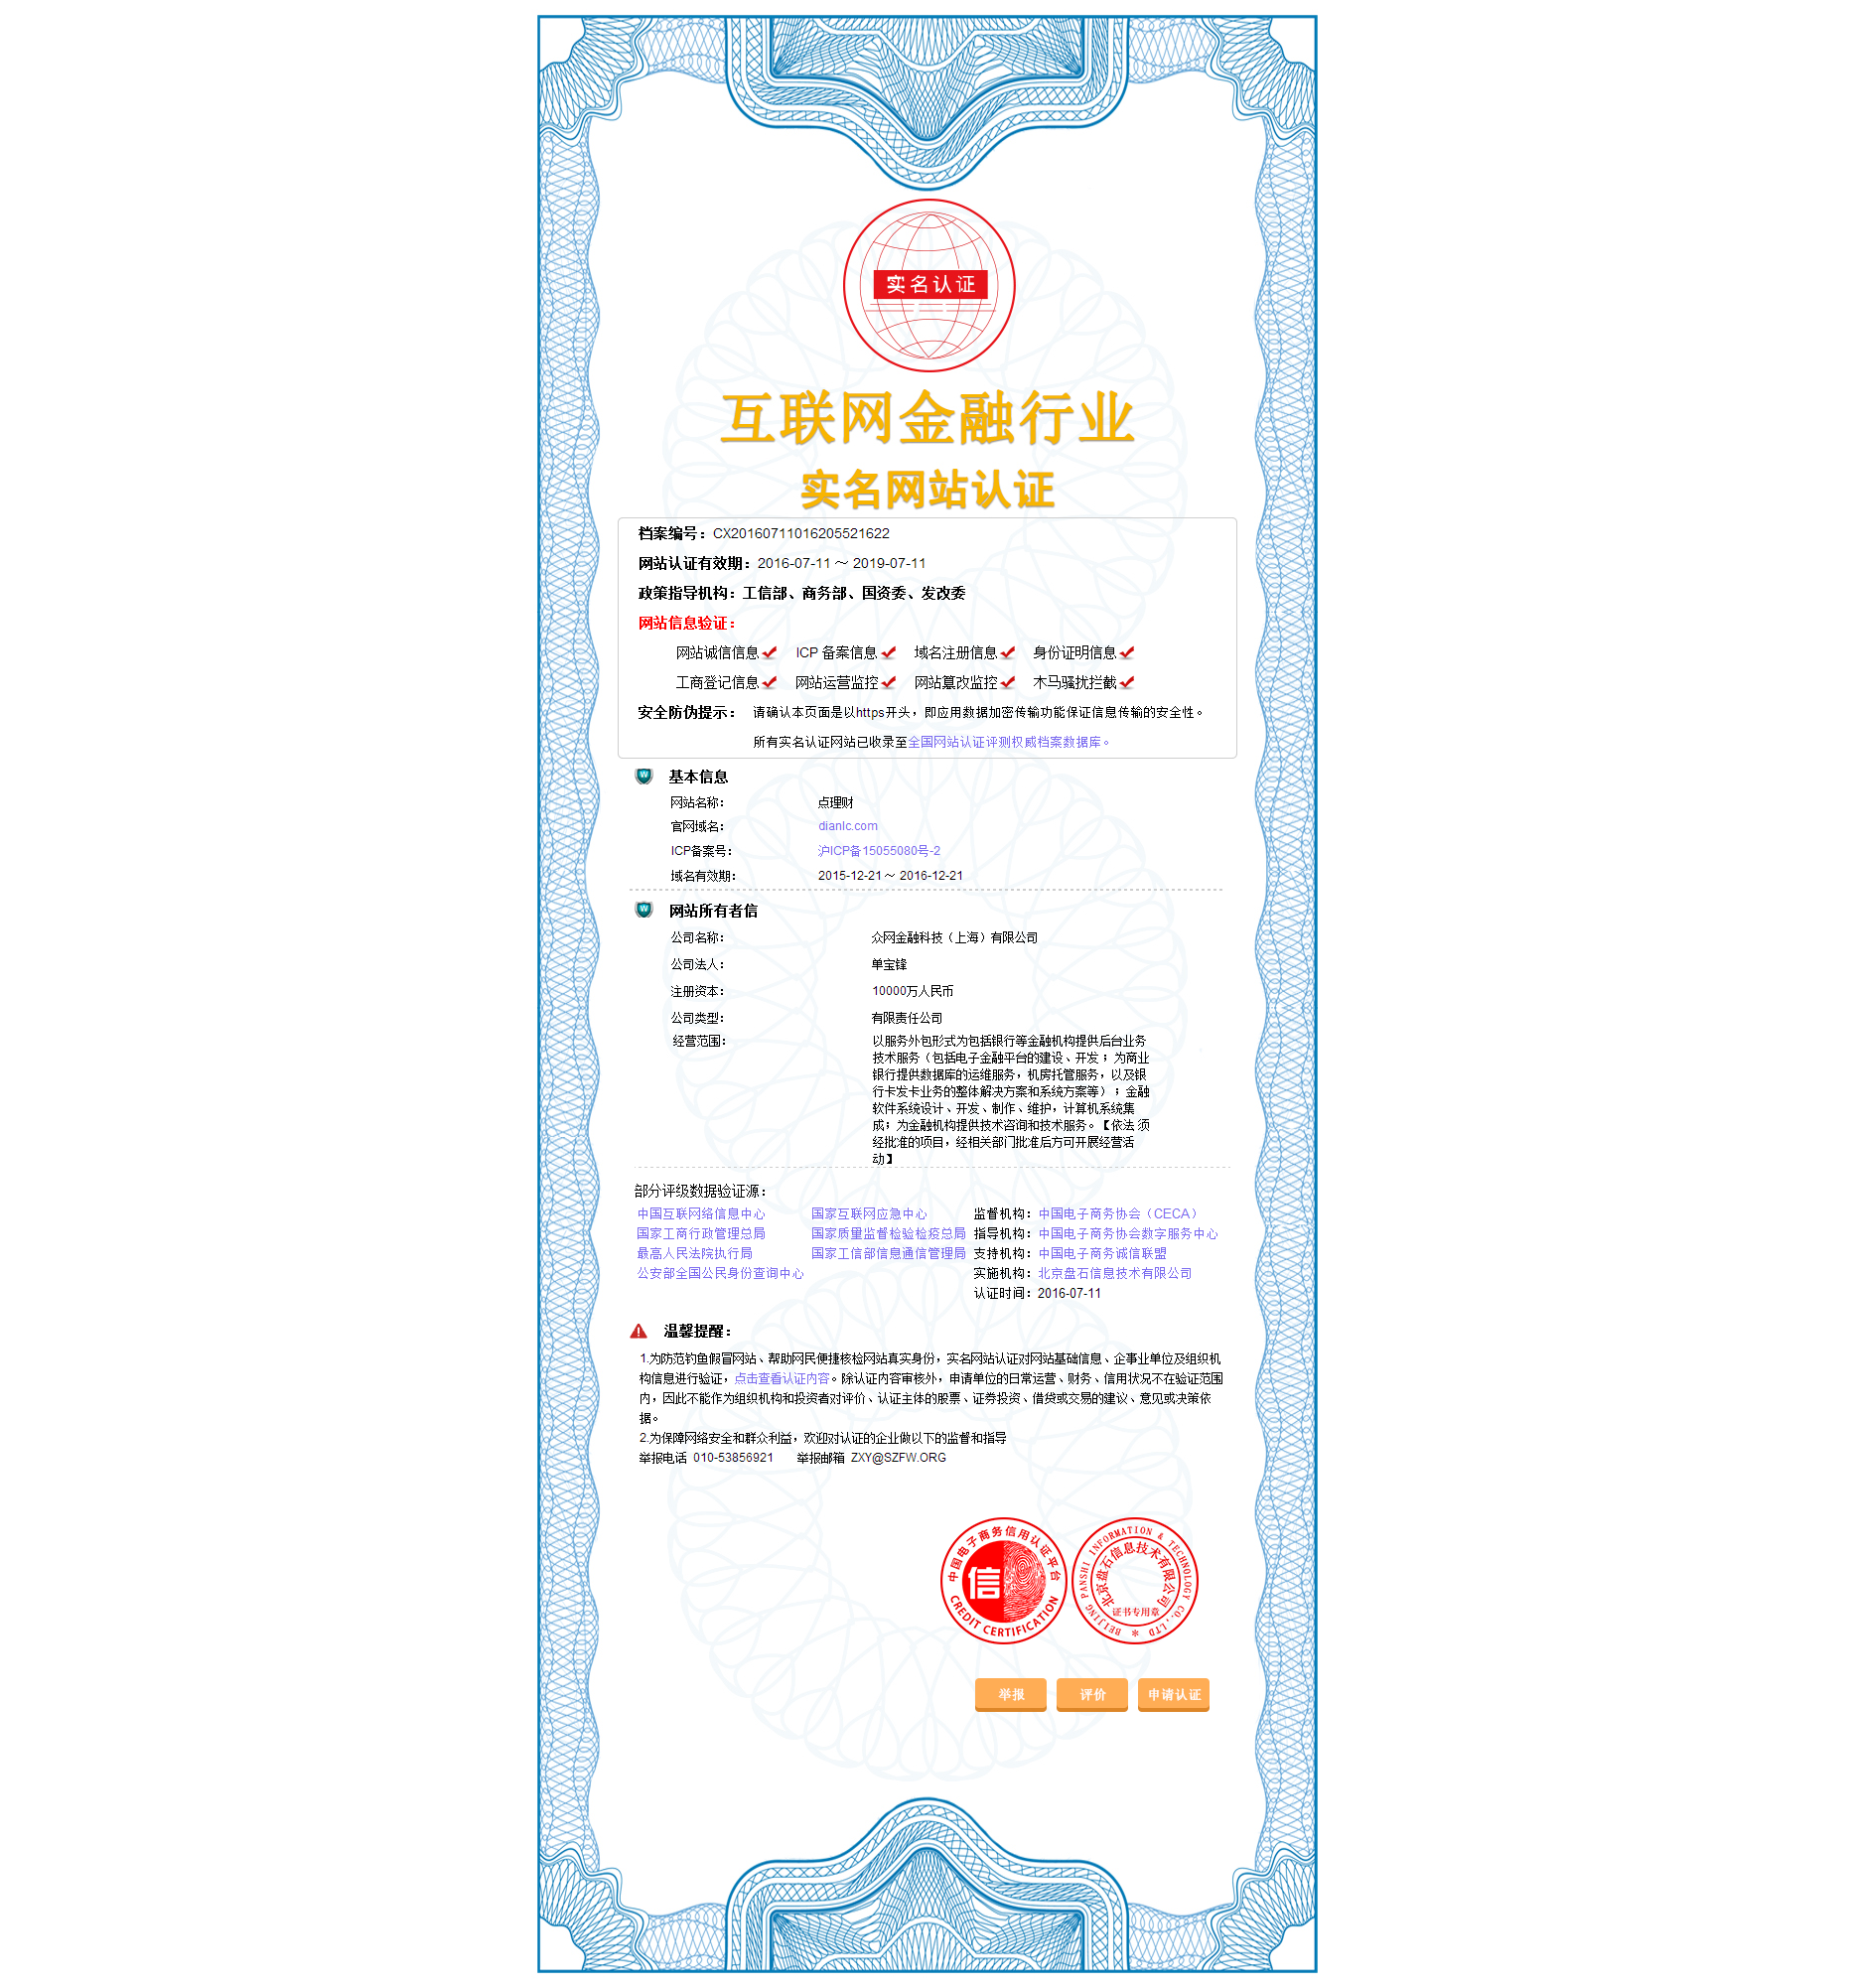 实名认证
互联网金融行业
实名网站认证
档案编号：CX20160711016205521622
网站认证有效期：2016-07-11 ～ 2019-07-11
政策指导机构：工信部、商务部、国资委、发改委
网站信息验证：
网站诚信信息 ICP 备案信息 域名注册信息 身份证明信息
工商登记信息 网站运营监控 网站篡改监控 木马骚扰拦截
安全防伪提示： 请确认本页面是以https开头，即应用数据加密传输功能保证信息传输的安全性。
所有实名认证网站已收录至全国网站认证评测权威档案数据库。
基本信息
网站名称： 点理财
官网域名： dianlc.com
ICP备案号： 沪ICP备15055080号-2
域名有效期： 2015-12-21～ 2016-12-21
网站所有者信
公司名称： 众网金融科技（上海）有限公司
公司法人： 单宝锋
注册资本： 10000万人民币
公司类型： 有限责任公司
经营范围： 以服务外包形式为包括银行等金融机构提供后台业务
技术服务（包括电子金融平台的建设、开发；为商业
银行提供数据库的运维服务，机房托管服务，以及银
行卡发卡业务的整体解决方案和系统方案等）；金融
软件系统设计、开发、制作、维护，计算机系统集
成；为金融机构提供技术咨询和技术服务。【依法 须
经批准的项目，经相关部门批准后方可开展经营活
动】
部分评级数据验证源：
中国互联网络信息中心 国家互联网应急中心 监督机构：中国电子商务协会（CECA）
国家工商行政管理总局 国家质量监督检验检疫总局 指导机构：中国电子商务协会数字服务中心
最高人民法院执行局 国家工信部信息通信管理局 支持机构：中国电子商务诚信联盟
公安部全国公民身份查询中心 实施机构：北京盘石信息技术有限公司
认证时间：2016-07-11
温馨提醒：
1.为防范钓鱼假冒网站、帮助网民便捷核检网站真实身份，实名网站认证对网站基础信息、企事业单位及组织机
构信息进行验证，点击查看认证内容。除认证内容审核外，申请单位的日常运营、财务、信用状况不在验证范围
内，因此不能作为组织机构和投资者对评价、认证主体的股票、证券投资、借贷或交易的建议、意见或决策依
据。
2.为保障网络安全和群众利益，欢迎对认证的企业做以下的监督和指导
举报电话 010-53856921 举报邮箱 ZXY@SZFW.ORG
中国电子商务信用认证平台
信
CREDIT CERTIFICATION
BEIJING PANSHI INFORMATION & TECHNOLOGY CO.,LTD
北京盘石信息技术有限公司
证书专用章
举报 评价 申请认证